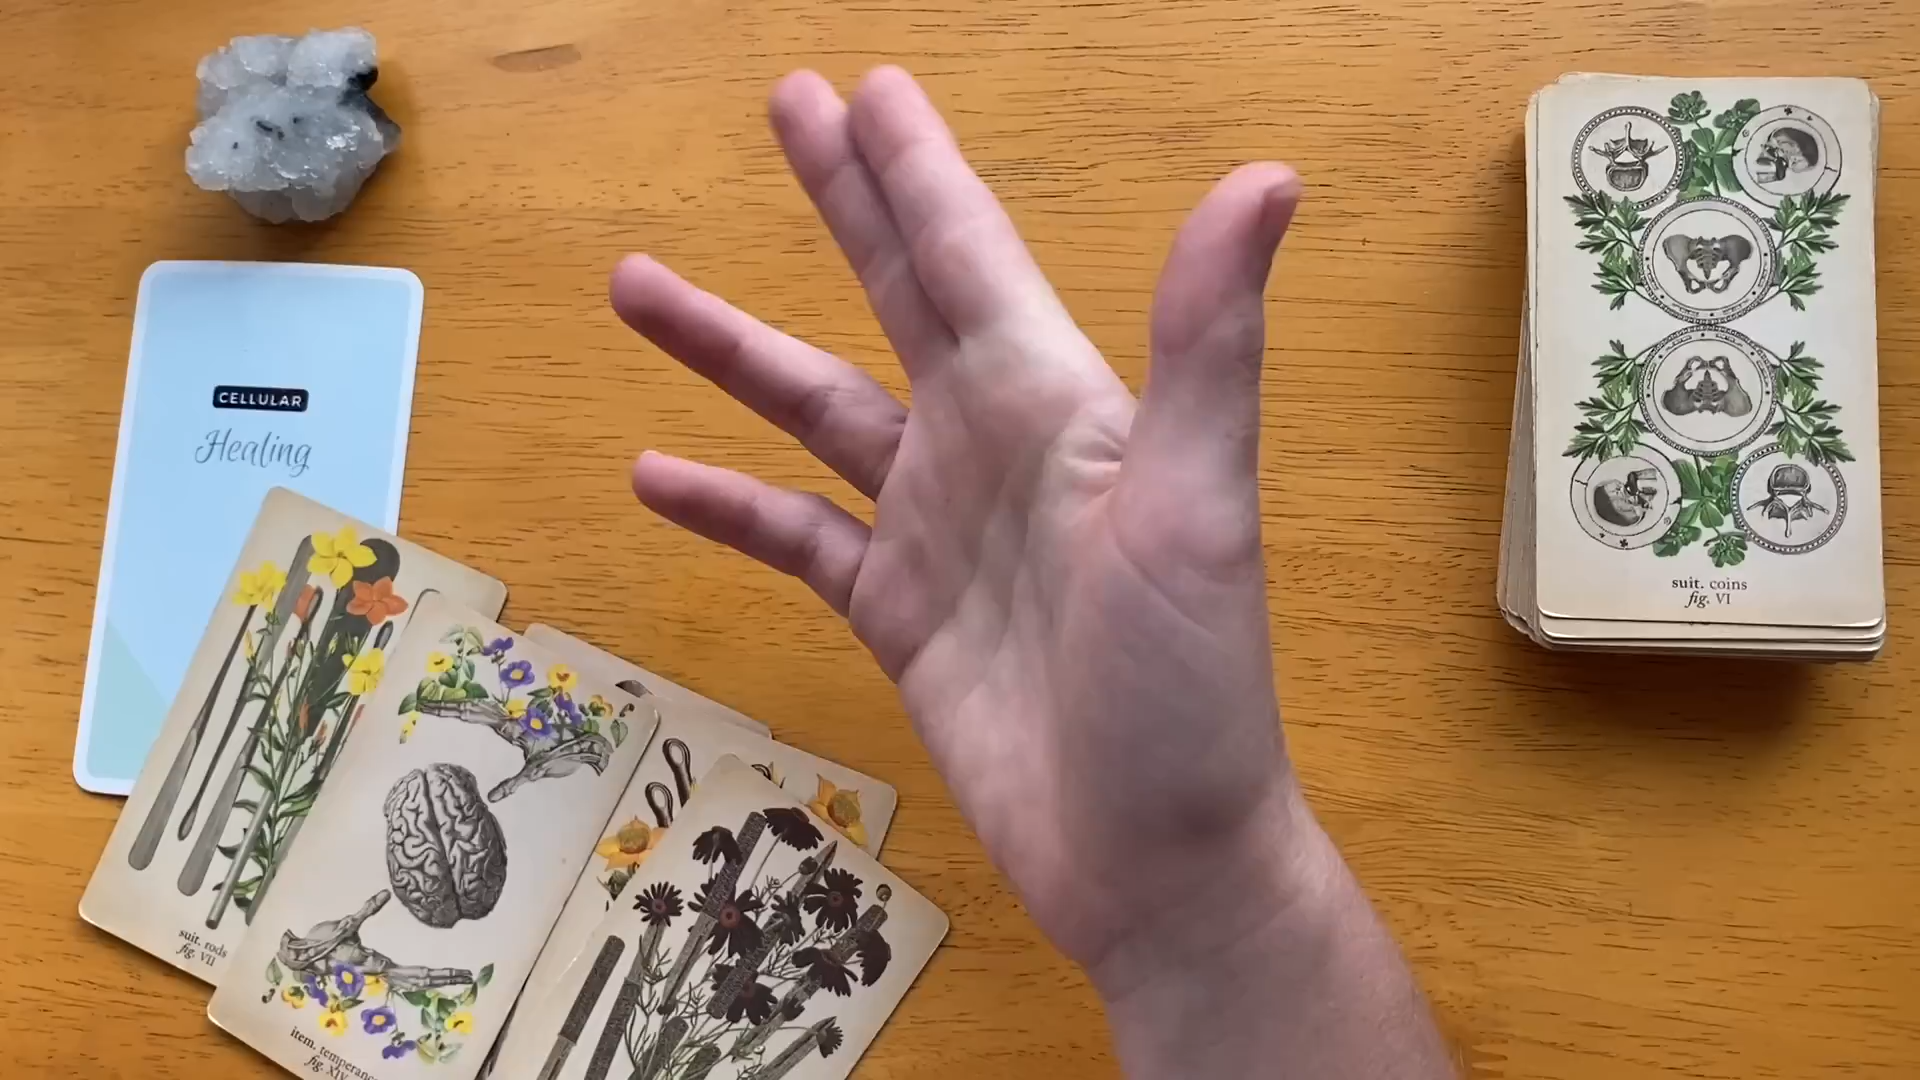 CELLULAR
Healing
suit. coins
fig. VI
suit. rods
fig. VII
item. temperance
fig. XIV